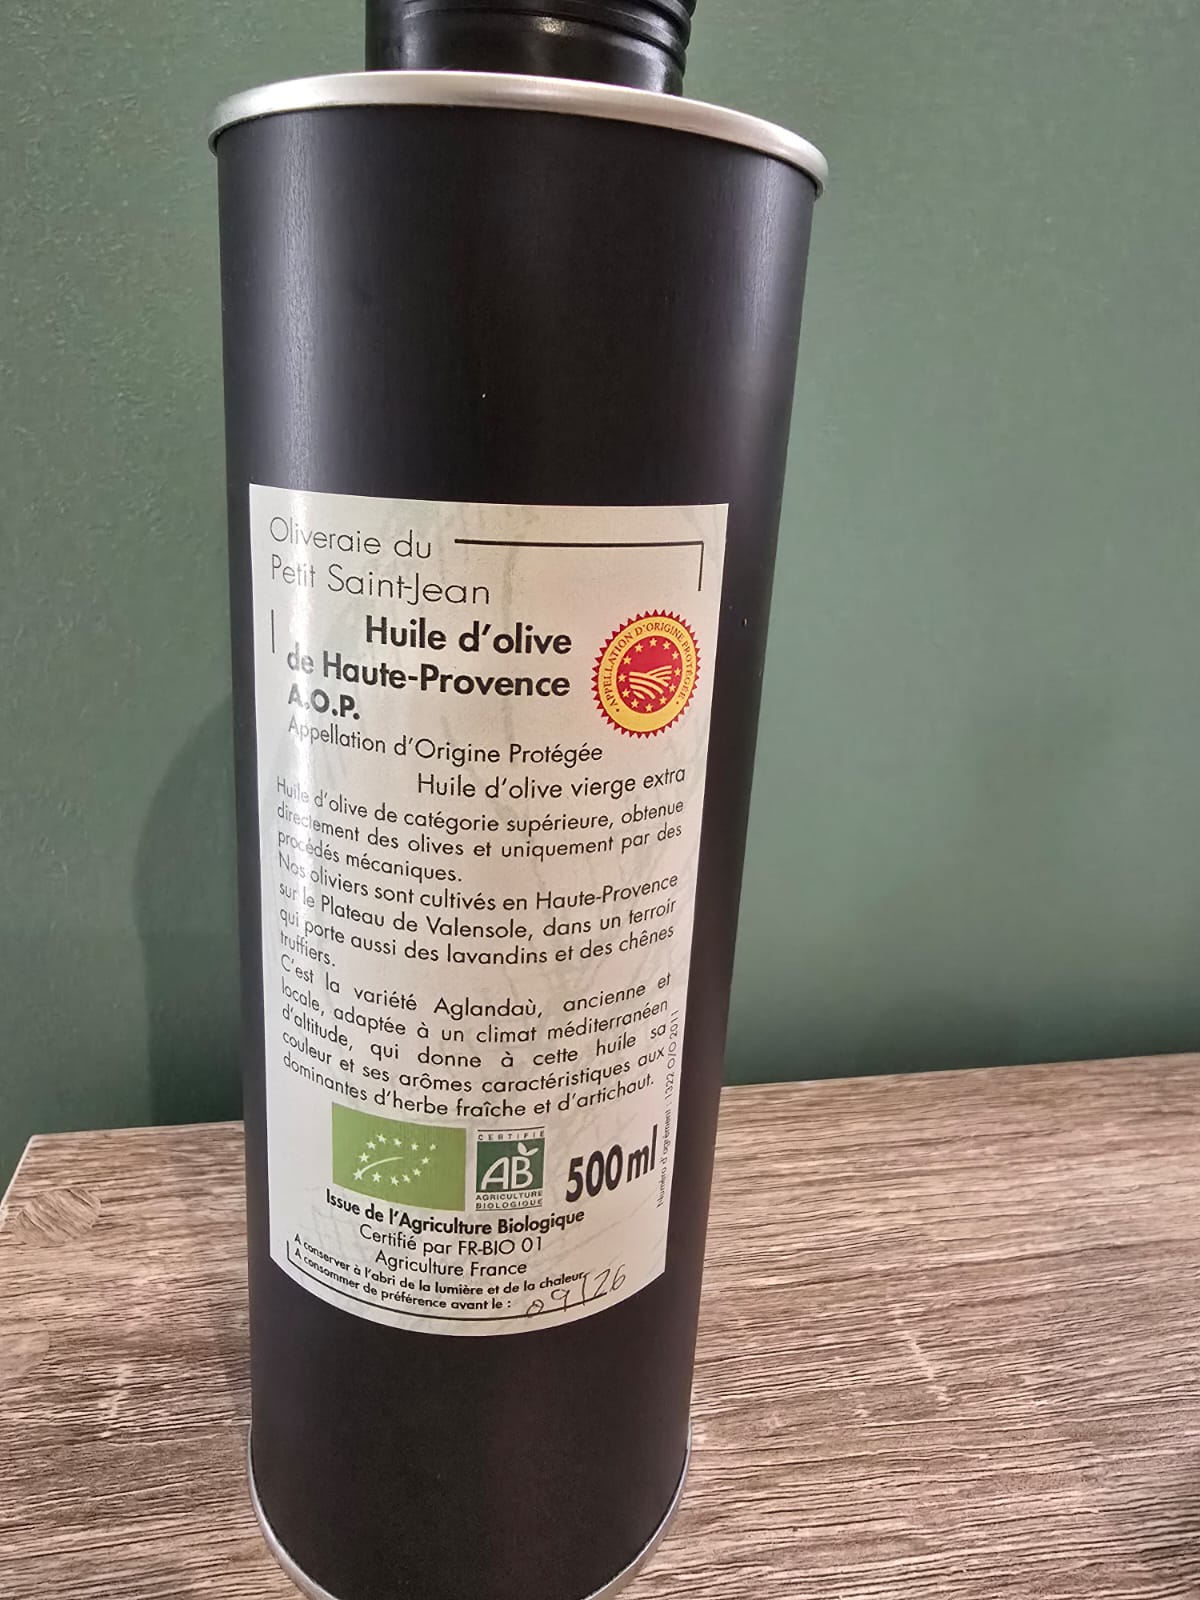 Oliveraie du
Petit Saint-Jean
Huile d'olive
de Haute-Provence
A.O.P.
APPELLATION D'ORIGINE PROTÉGÉE
Appellation d'Origine Protégée
Huile d'olive vierge extra
Huile d'olive de catégorie supérieure, obtenue
directement des olives et uniquement par des
procédés mécaniques.
Nos oliviers sont cultivés en Haute-Provence
sur le Plateau de Valensole, dans un terroir
qui porte aussi des lavandins et des chênes
truffiers.
C'est la variété Aglandaù, ancienne et
locale, adaptée à un climat méditerranéen
d'altitude, qui donne à cette huile sa
couleur et ses arômes caractéristiques aux
dominantes d'herbe fraîche et d'artichaut.
Numéro d'agrément : 1322 O/O 2011
CERTIFIÉ
AB
AGRICULTURE
BIOLOGIQUE
500 ml
Issue de l'Agriculture Biologique
Certifié par FR-BIO 01
Agriculture France
A conserver à l'abri de la lumière et de la chaleur
A consommer de préférence avant le : 09/26